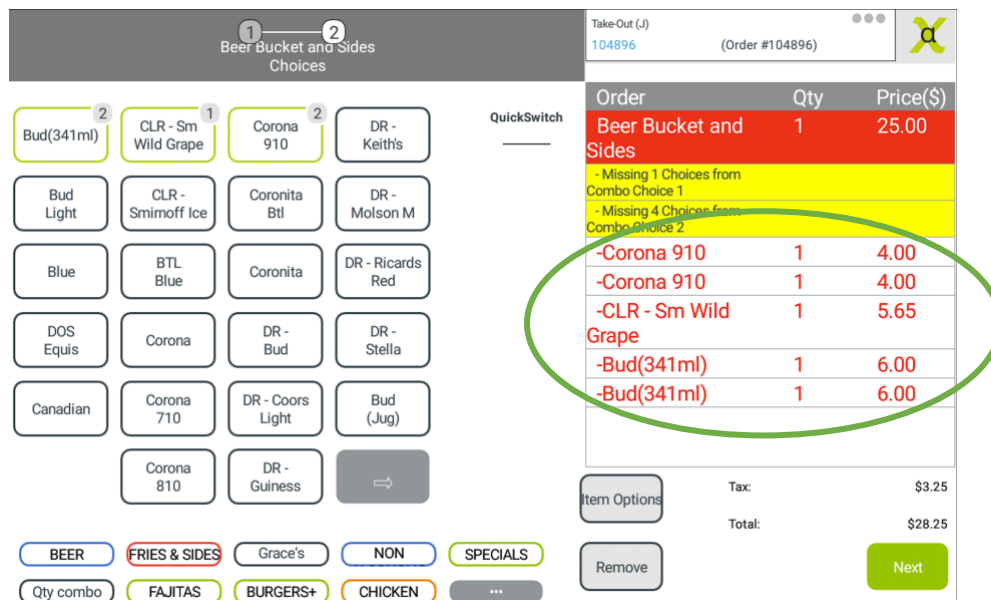 1 2
Beer Bucket and Sides
Choices
Take-Out (J)
104896 (Order #104896)
α
Bud(341ml) 2
CLR - Sm
Wild Grape 1
Corona
910 2
DR -
Keith's
QuickSwitch
Bud
Light
CLR -
Smirnoff Ice
Coronita
Btl
DR -
Molson M
Blue
BTL
Blue
Coronita
DR - Ricards
Red
DOS
Equis
Corona
DR -
Bud
DR -
Stella
Canadian
Corona
710
DR - Coors
Light
Bud
(Jug)
Corona
810
DR -
Guiness
⇨
BEER FRIES & SIDES Grace's NON SPECIALS
Qty combo FAJITAS BURGERS+ CHICKEN ...
Order Qty Price($)
Beer Bucket and 1 25.00
Sides
- Missing 1 Choices from
Combo Choice 1
- Missing 4 Choices from
Combo Choice 2
-Corona 910 1 4.00
-Corona 910 1 4.00
-CLR - Sm Wild 1 5.65
Grape
-Bud(341ml) 1 6.00
-Bud(341ml) 1 6.00
Item Options
Tax: $3.25
Total: $28.25
Remove
Next